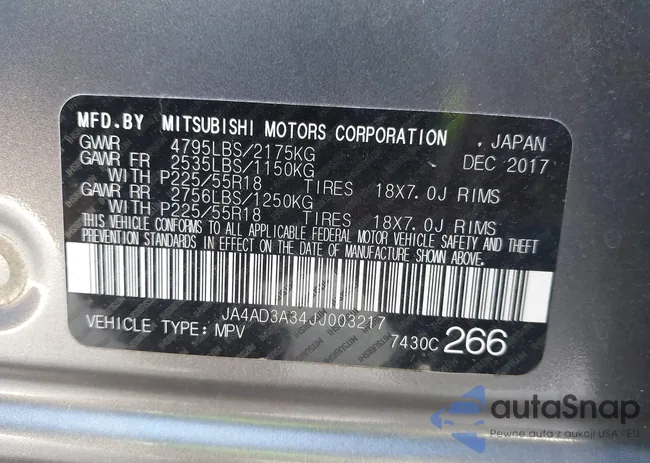 MFD.BY MITSUBISHI MOTORS CORPORATION , JAPAN
GVWR 4795LBS/2175KG DEC 2017
GAWR FR 2535LBS/1150KG
WITH P225/55R18 TIRES 18X7.0J RIMS
GAWR RR 2756LBS/1250KG
WITH P225/55R18 TIRES 18X7.0J RIMS
THIS VEHICLE CONFORMS TO ALL APPLICABLE FEDERAL MOTOR VEHICLE SAFETY AND THEFT
PREVENTION STANDARDS IN EFFECT ON THE DATE OF MANUFACTURE SHOWN ABOVE.
JA4AD3A34JJ003217
VEHICLE TYPE: MPV 7430C 266
autaSnap
Pewne auto z aukcji USA / EU